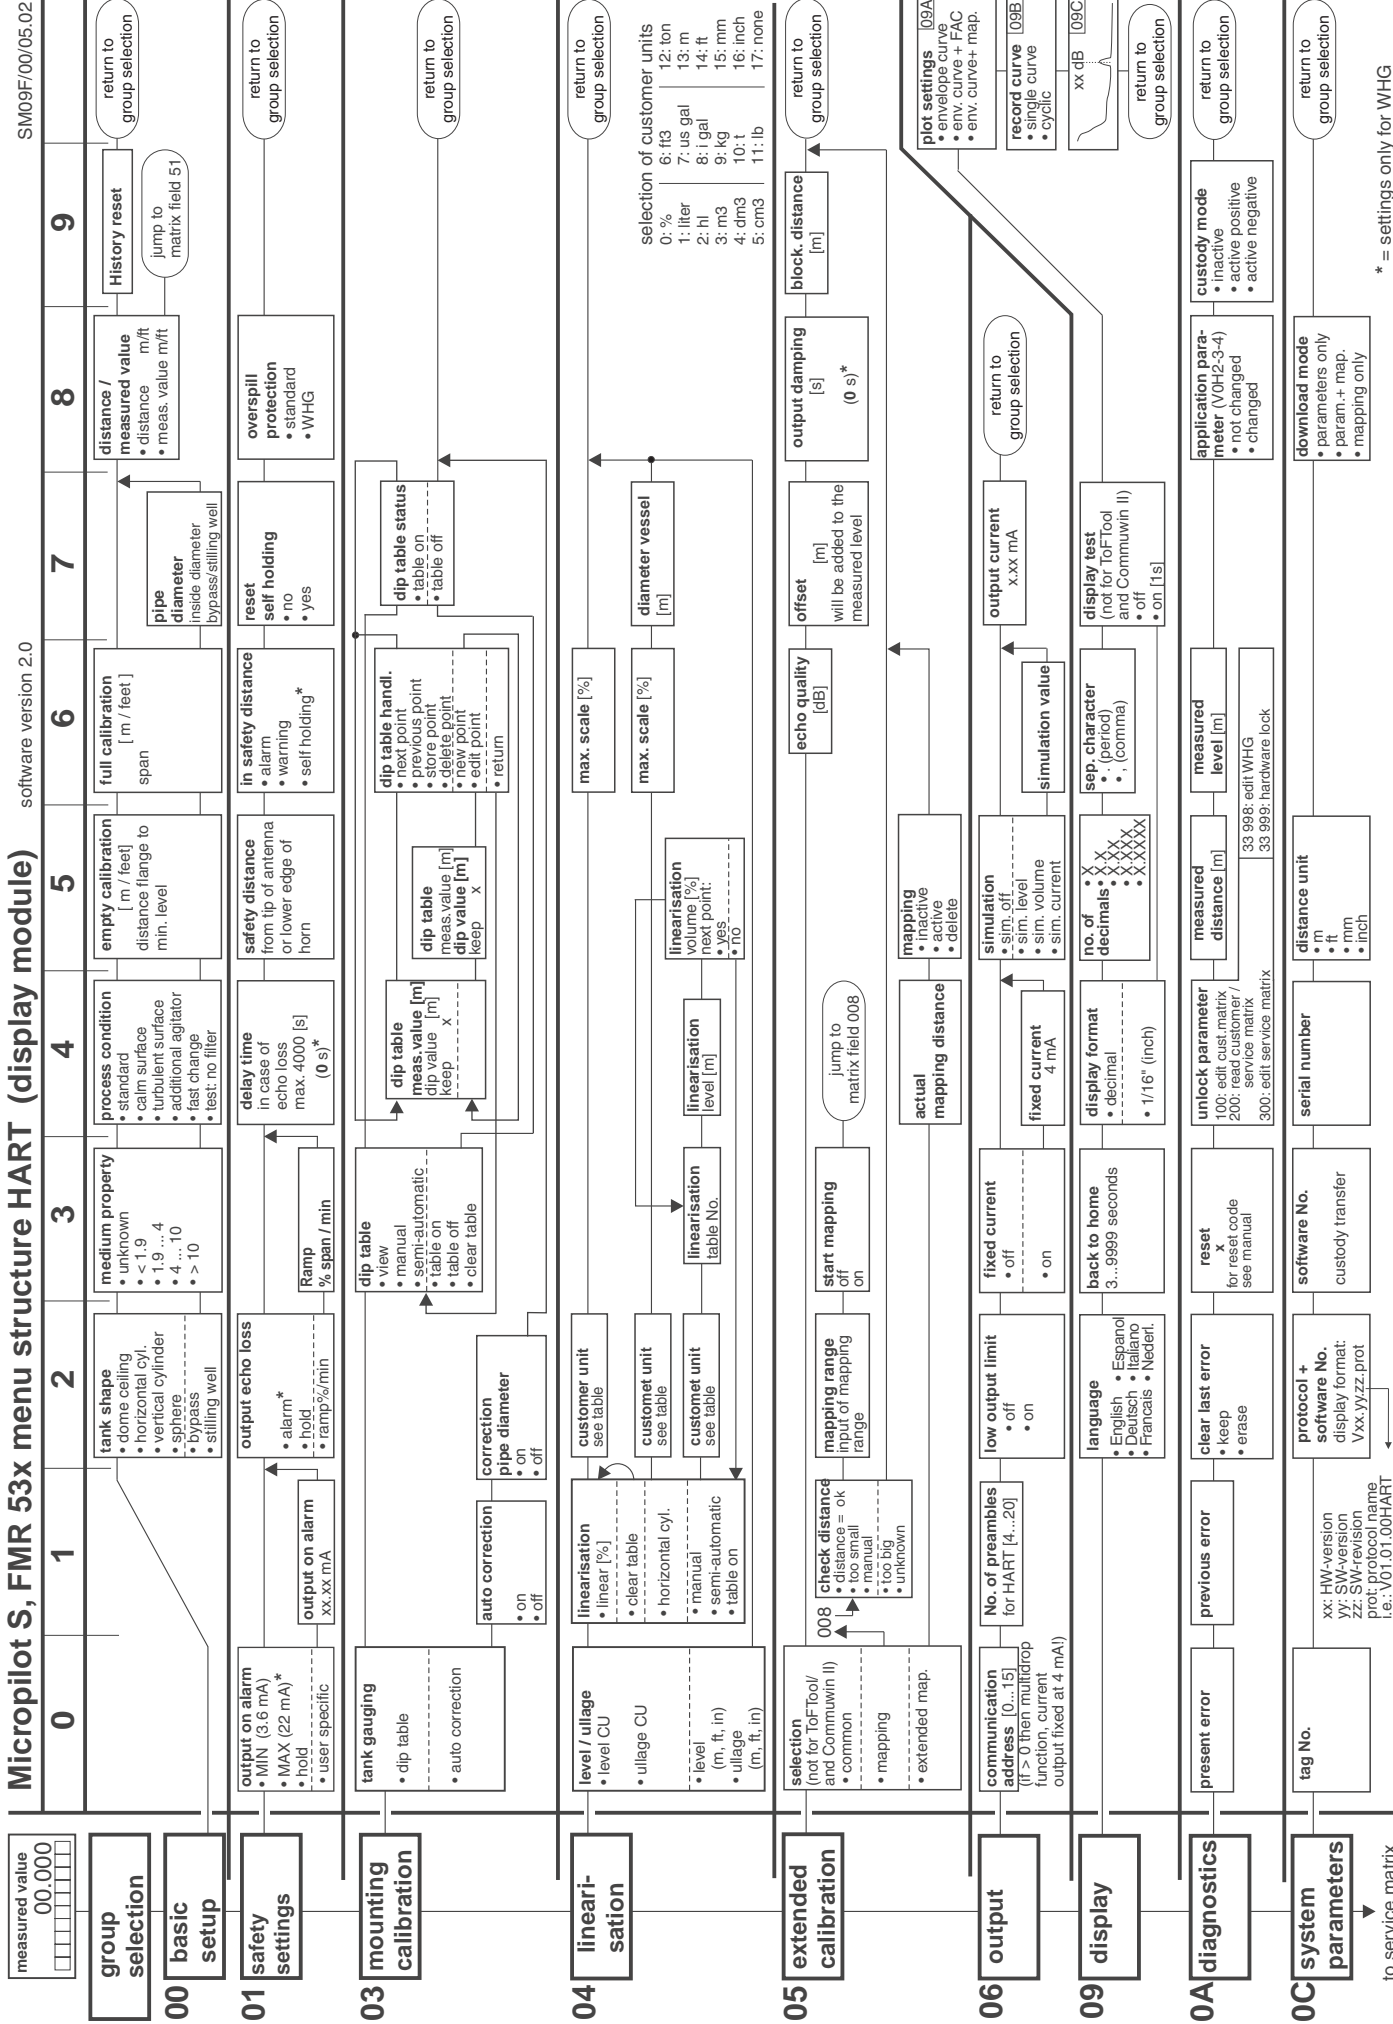 Micropilot S, FMR 53x menu structure HART (display module)
software version 2.0
SM09F/00/05.02
measured value
00.000
0
1
2
3
4
5
6
7
8
9
group
selection
00
basic
setup
tank shape
• dome ceiling
• horizontal cyl.
• vertical cylinder
• sphere
• bypass
• stilling well
medium property
• unknown
• < 1.9
• 1.9 ... 4
• 4 ... 10
• > 10
process condition
• standard
• calm surface
• turbulent surface
• additional agitator
• fast change
• test: no filter
empty calibration
[ m / feet]
distance flange to
min. level
full calibration
[ m / feet ]
span
pipe
diameter
inside diameter
bypass/stilling well
distance /
measured value
• distance m/ft
• meas. value m/ft
History reset
jump to
matrix field 51
return to
group selection
01
safety
settings
output on alarm
• MIN (3.6 mA)
• MAX (22 mA)*
• hold
• user specific
output on alarm
xx.xx mA
output echo loss
• alarm*
• hold
• ramp%/min
Ramp
% span / min
delay time
in case of
echo loss
max. 4000 [s]
(0 s)*
safety distance
from tip of antenna
or lower edge of
horn
in safety distance
• alarm
• warning
• self holding*
reset
self holding
• no
• yes
overspill
protection
• standard
• WHG
return to
group selection
03
mounting
calibration
tank gauging
• dip table
• auto correction
auto correction
• on
• off
correction
pipe diameter
• on
• off
dip table
• view
• manual
• semi-automatic
• table on
• table off
• clear table
dip table
meas. value [m]
dip value [m]
keep x
dip table
meas.value [m]
dip value [m]
keep x
dip table handl.
• next point
• previous point
• store point
• delete point
• new point
• edit point
• return
dip table status
• table on
• table off
return to
group selection
04
lineari-
sation
level / ullage
• level CU
• ullage CU
• level
(m, ft, in)
• ullage
(m, ft, in)
linearisation
• linear [%]
• clear table
• horizontal cyl.
• manual
• semi-automatic
• table on
customer unit
see table
customet unit
see table
customet unit
see table
linearisation
table No.
linearisation
level [m]
linearisation
volume [%]
next point:
• yes
• no
max. scale [%]
max. scale [%]
diameter vessel
[m]
return to
group selection
selection of customer units
0: % 6: ft3 12: ton
1: liter 7: us gal 13: m
2: hl 8: i gal 14: ft
3: m3 9: kg 15: mm
4: dm3 10: t 16: inch
5: cm3 11: lb 17: none
05
extended
calibration
selection
(not for ToFTool/
and Commuwin II)
• common
• mapping
• extended map.
008
check distance
• distance = ok
• too small
• manual
• too big
• unknown
mapping range
input of mapping
range
start mapping
off
on
jump to
matrix field 008
actual
mapping distance
mapping
• inactive
• active
• delete
echo quality
[dB]
offset
[m]
will be added to the
measured level
output damping
[s]
(0 s)*
block. distance
[m]
return to
group selection
06
output
communication
address [0...15]
(if > 0 then multidrop
function, current
output fixed at 4 mA!)
No. of preambles
for HART [4...20]
low output limit
• off
• on
fixed current
• off
• on
fixed current
4 mA
simulation
• sim. off
• sim. level
• sim. volume
• sim. current
simulation value
output current
x.xx mA
return to
group selection
plot settings 09A
• envelope curve
• env. curve + FAC
• env. curve+ map.
record curve 09B
• single curve
• cyclic
09C
xx dB
return to
group selection
09
display
language
• English • Espanol
• Deutsch • Italiano
• Francais • Nederl.
back to home
3...9999 seconds
display format
• decimal
• 1/16" (inch)
no. of
decimals
• X
• X.X
• X.XX
• X.XXX
• X.XXXX
sep. character
• . (period)
• , (comma)
display test
(not for ToFTool
and Commuwin II)
• off
• on [1s]
0A
diagnostics
present error
previous error
clear last error
• keep
• erase
reset
x
for reset code
see manual
unlock parameter
100: edit cust.matrix
200: read customer /
service matrix
300: edit service matrix
measured
distance [m]
measured
level [m]
33 998: edit WHG
33 999: hardware lock
application para-
meter (V0H2-3-4)
• not changed
• changed
custody mode
• inactive
• active positive
• active negative
return to
group selection
0C
system
parameters
tag No.
protocol +
software No.
display format:
Vxx.yy.zz.prot
xx: HW-version
yy: SW-version
zz: SW-revision
prot: protocol name
i.e.: V01.01.00HART
software No.
custody transfer
serial number
distance unit
• m
• ft
• mm
• inch
download mode
• parameters only
• param.+ map.
• mapping only
return to
group selection
to service matrix
* = settings only for WHG